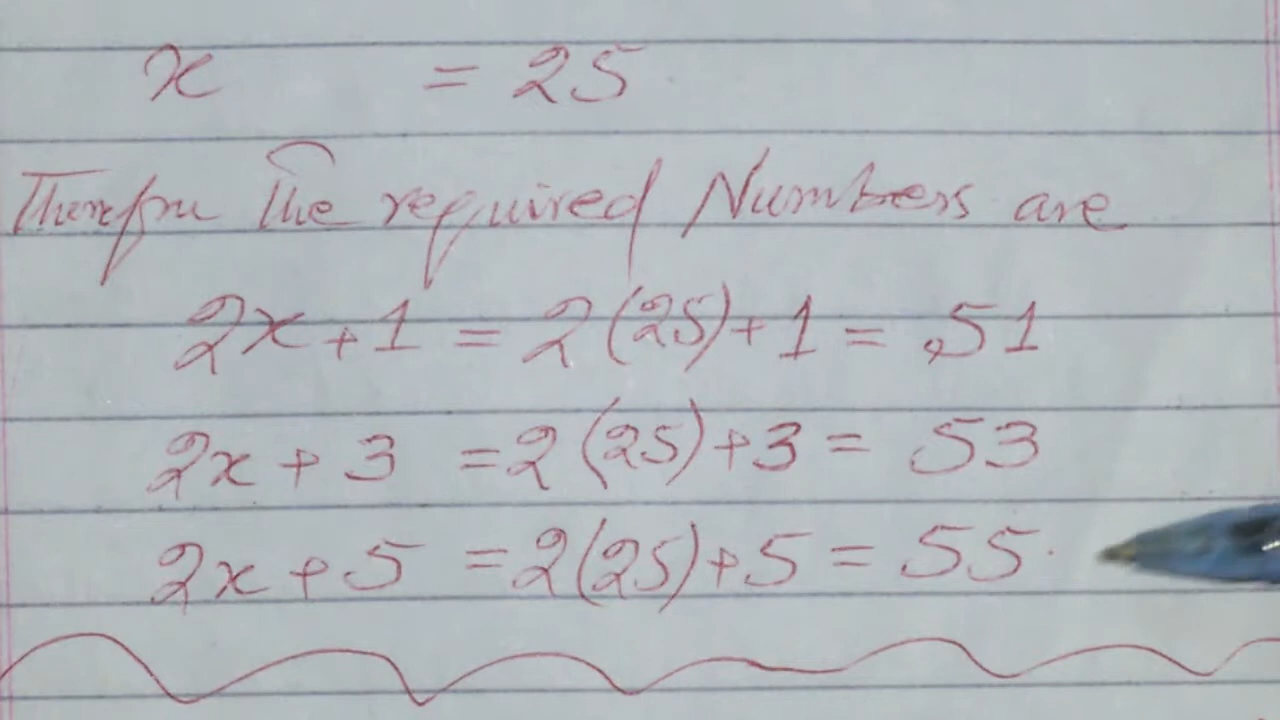 x = 25
Therefore the required Numbers are
2x + 1 = 2(25) + 1 = 51
2x + 3 = 2(25) + 3 = 53
2x + 5 = 2(25) + 5 = 55.